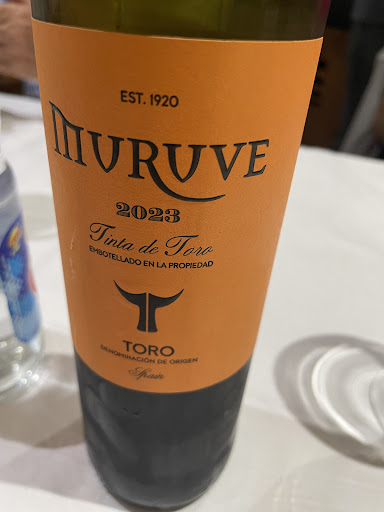 EST. 1920
MURUVE
2023
Tinta de Toro
EMBOTELLADO EN LA PROPIEDAD
TORO
DENOMINACIÓN DE ORIGEN
Spain